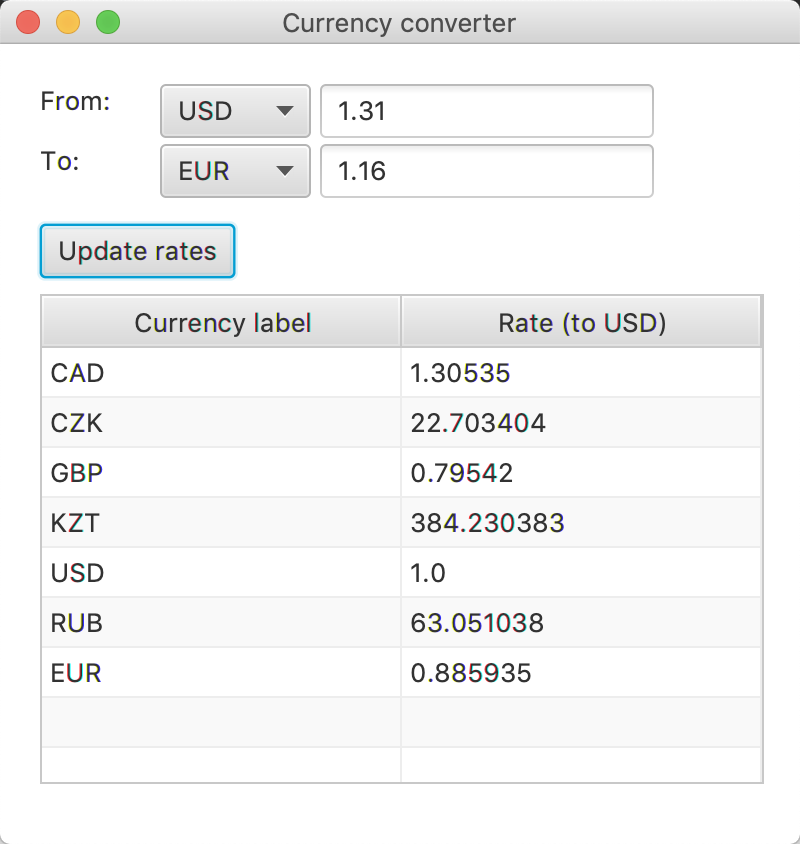 Currency converter
From: USD 1.31
To: EUR 1.16
Update rates
Currency label Rate (to USD)
CAD 1.30535
CZK 22.703404
GBP 0.79542
KZT 384.230383
USD 1.0
RUB 63.051038
EUR 0.885935